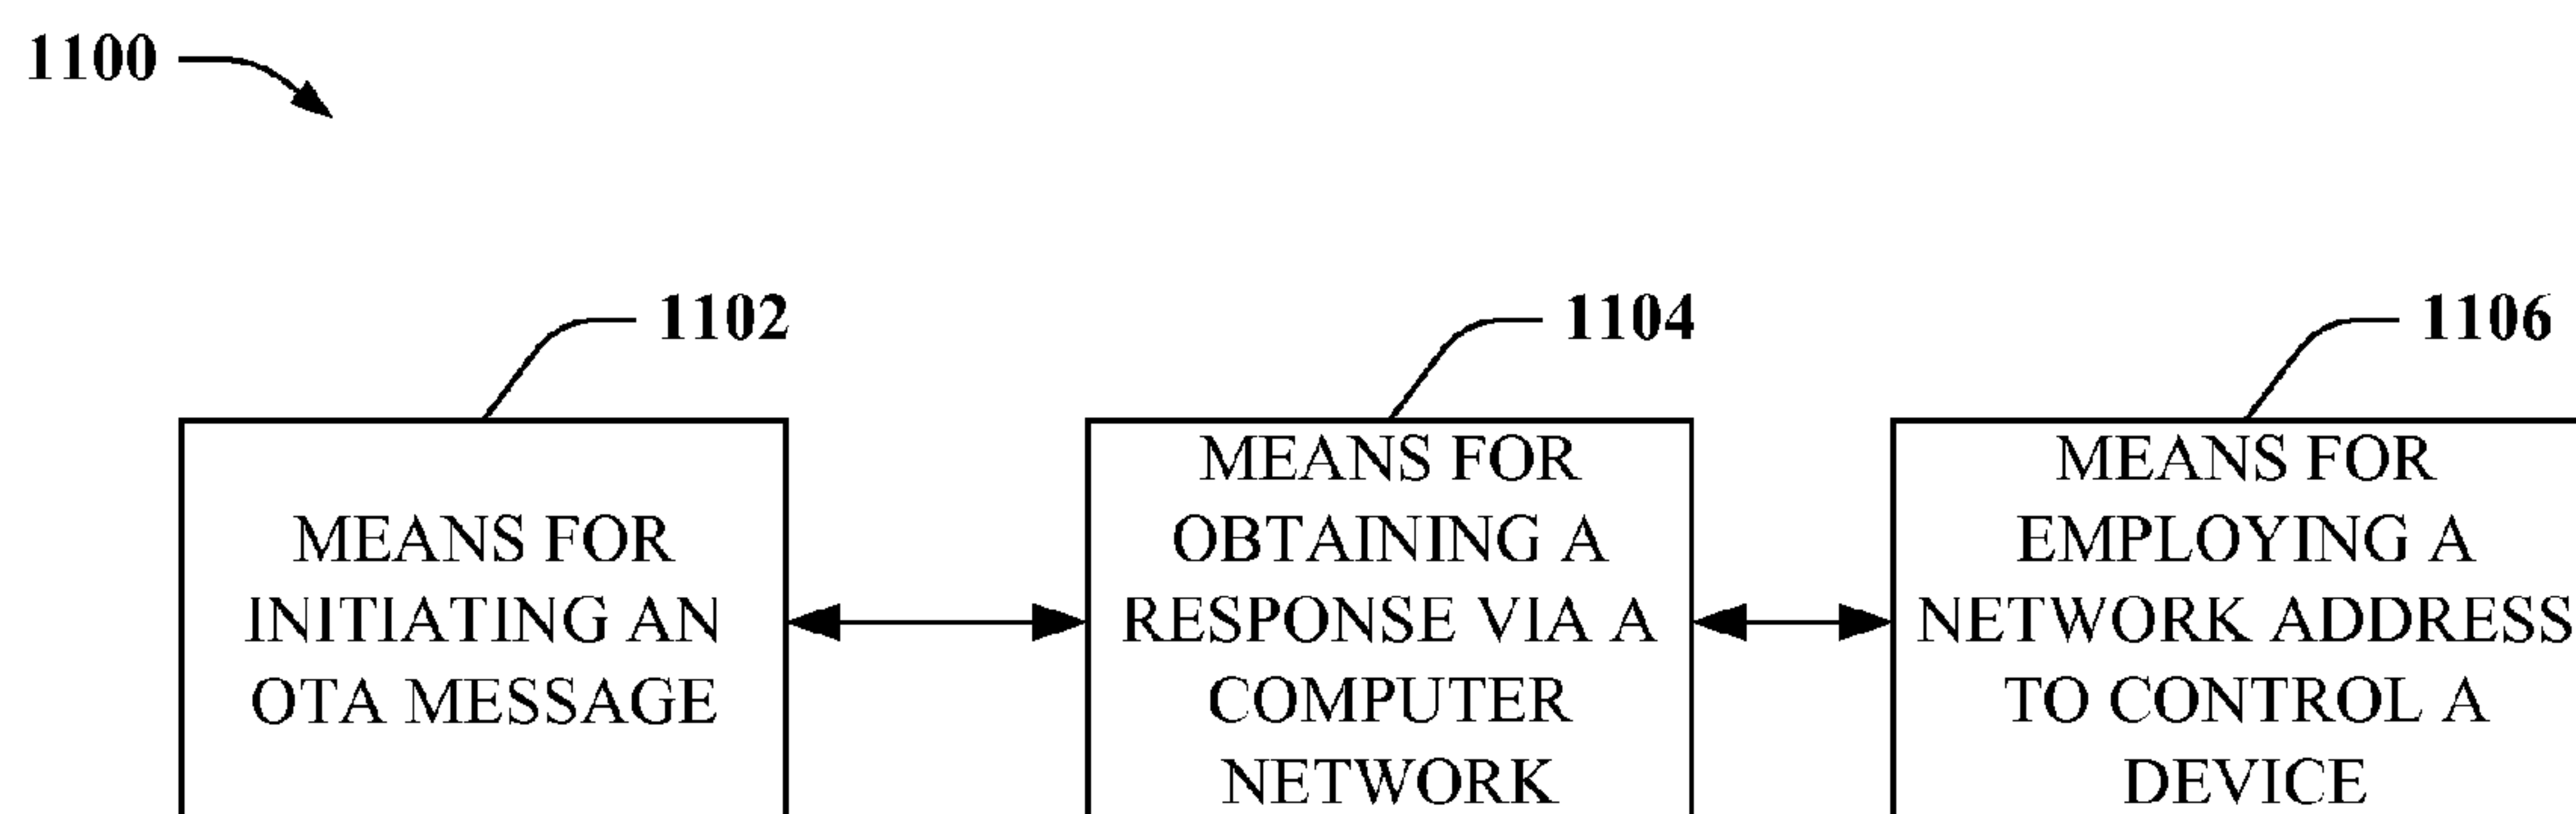 1100
1102
1104
1106
MEANS FOR
INITIATING AN
OTA MESSAGE
MEANS FOR
OBTAINING A
RESPONSE VIA A
COMPUTER
NETWORK
MEANS FOR
EMPLOYING A
NETWORK ADDRESS
TO CONTROL A
DEVICE